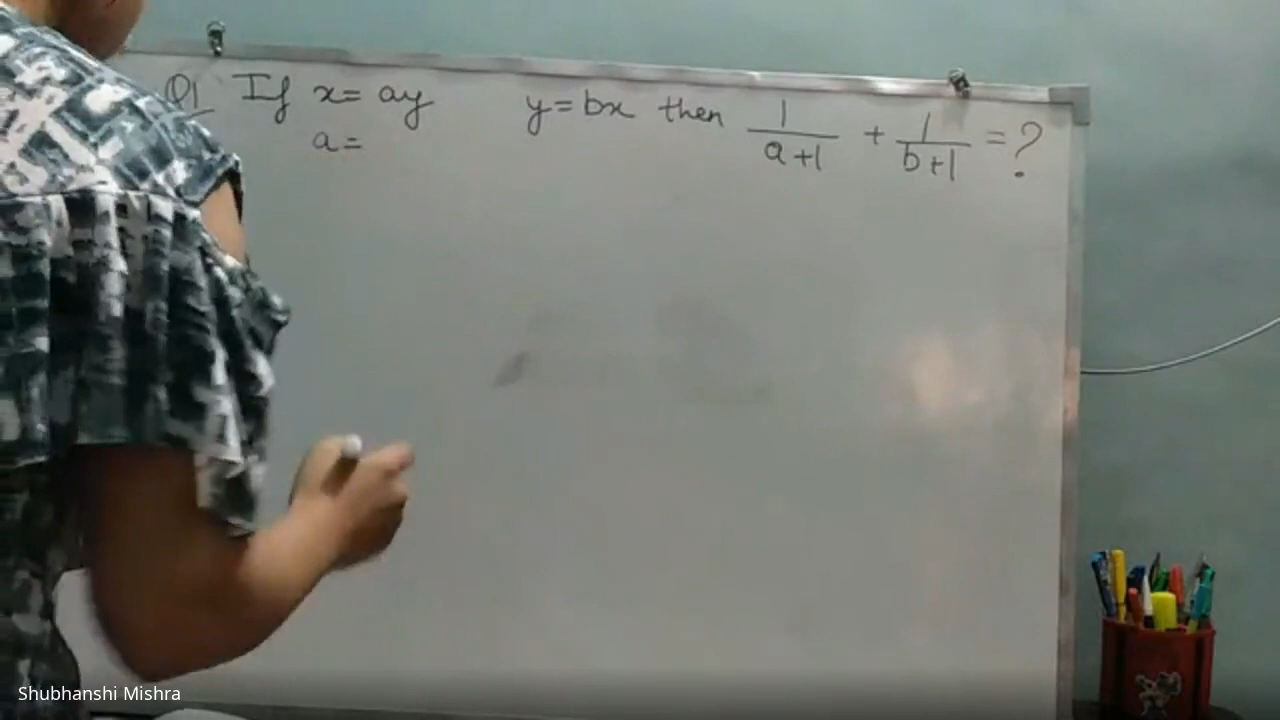 Q1 If x= ay y=bx then 1/(a+1) + 1/(b+1) =?
a=
Shubhanshi Mishra